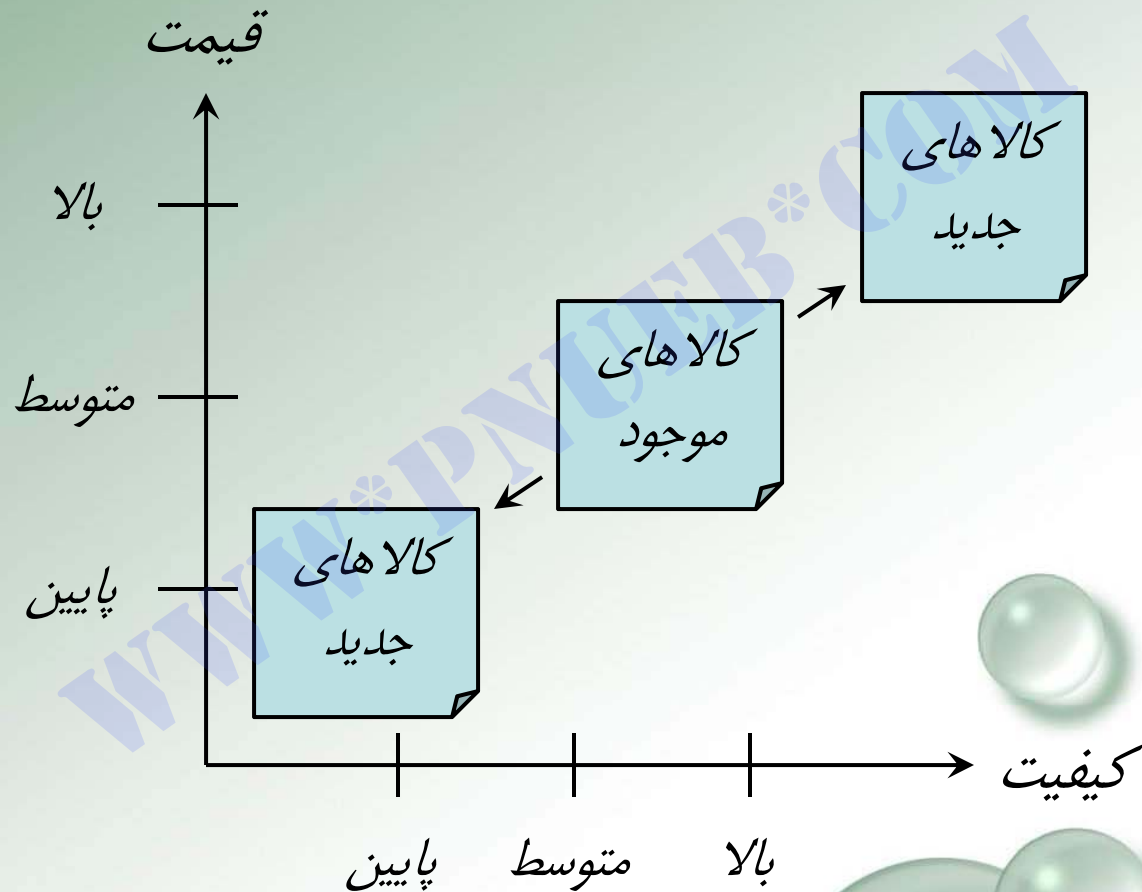 قیمت
بالا
کالا های
جدید
متوسط
کالا های
موجود
پایین
کالا های
جدید
کیفیت
پایین
متوسط
بالا
WWW*PNUEB*COM